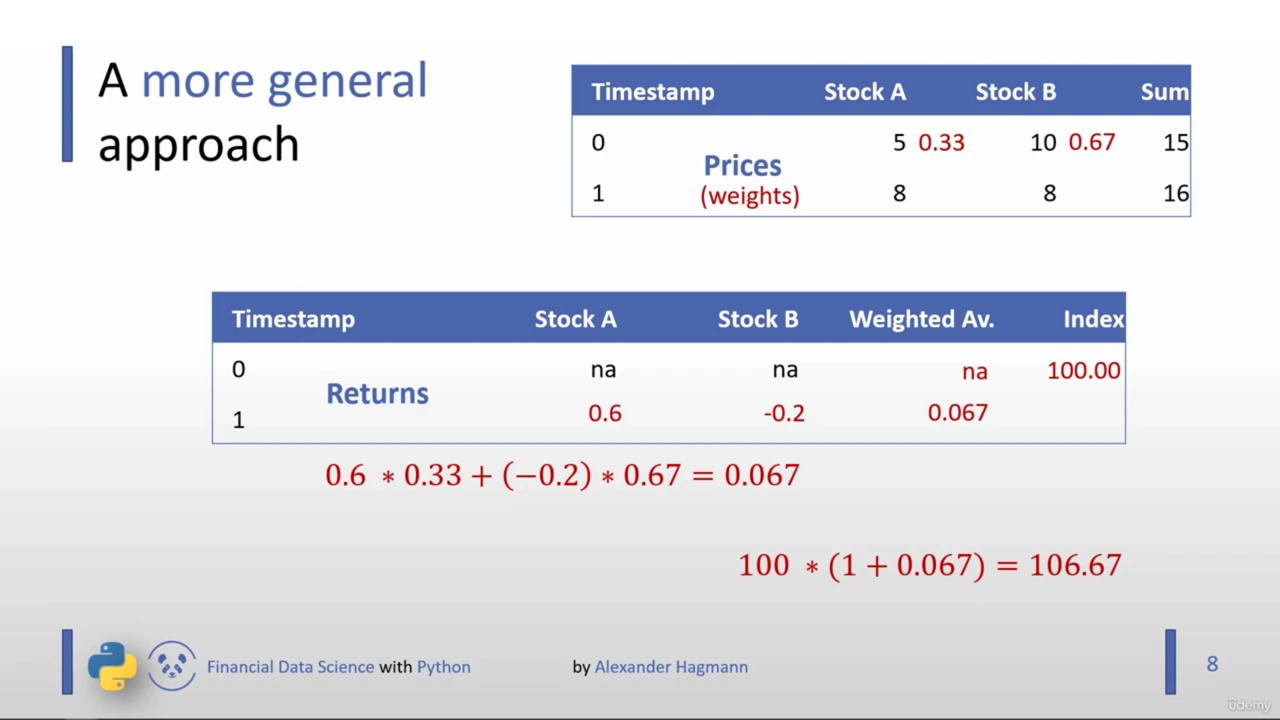 A more general
approach
Timestamp Stock A Stock B Sum
0 5 0.33 10 0.67 15
Prices
(weights)
1 8 8 16
Timestamp Stock A Stock B Weighted Av. Index
0 na na na 100.00
Returns
1 0.6 -0.2 0.067
0.6 ∗ 0.33 + (−0.2) ∗ 0.67 = 0.067
100 ∗ (1 + 0.067) = 106.67
Financial Data Science with Python by Alexander Hagmann 8
ûdemy